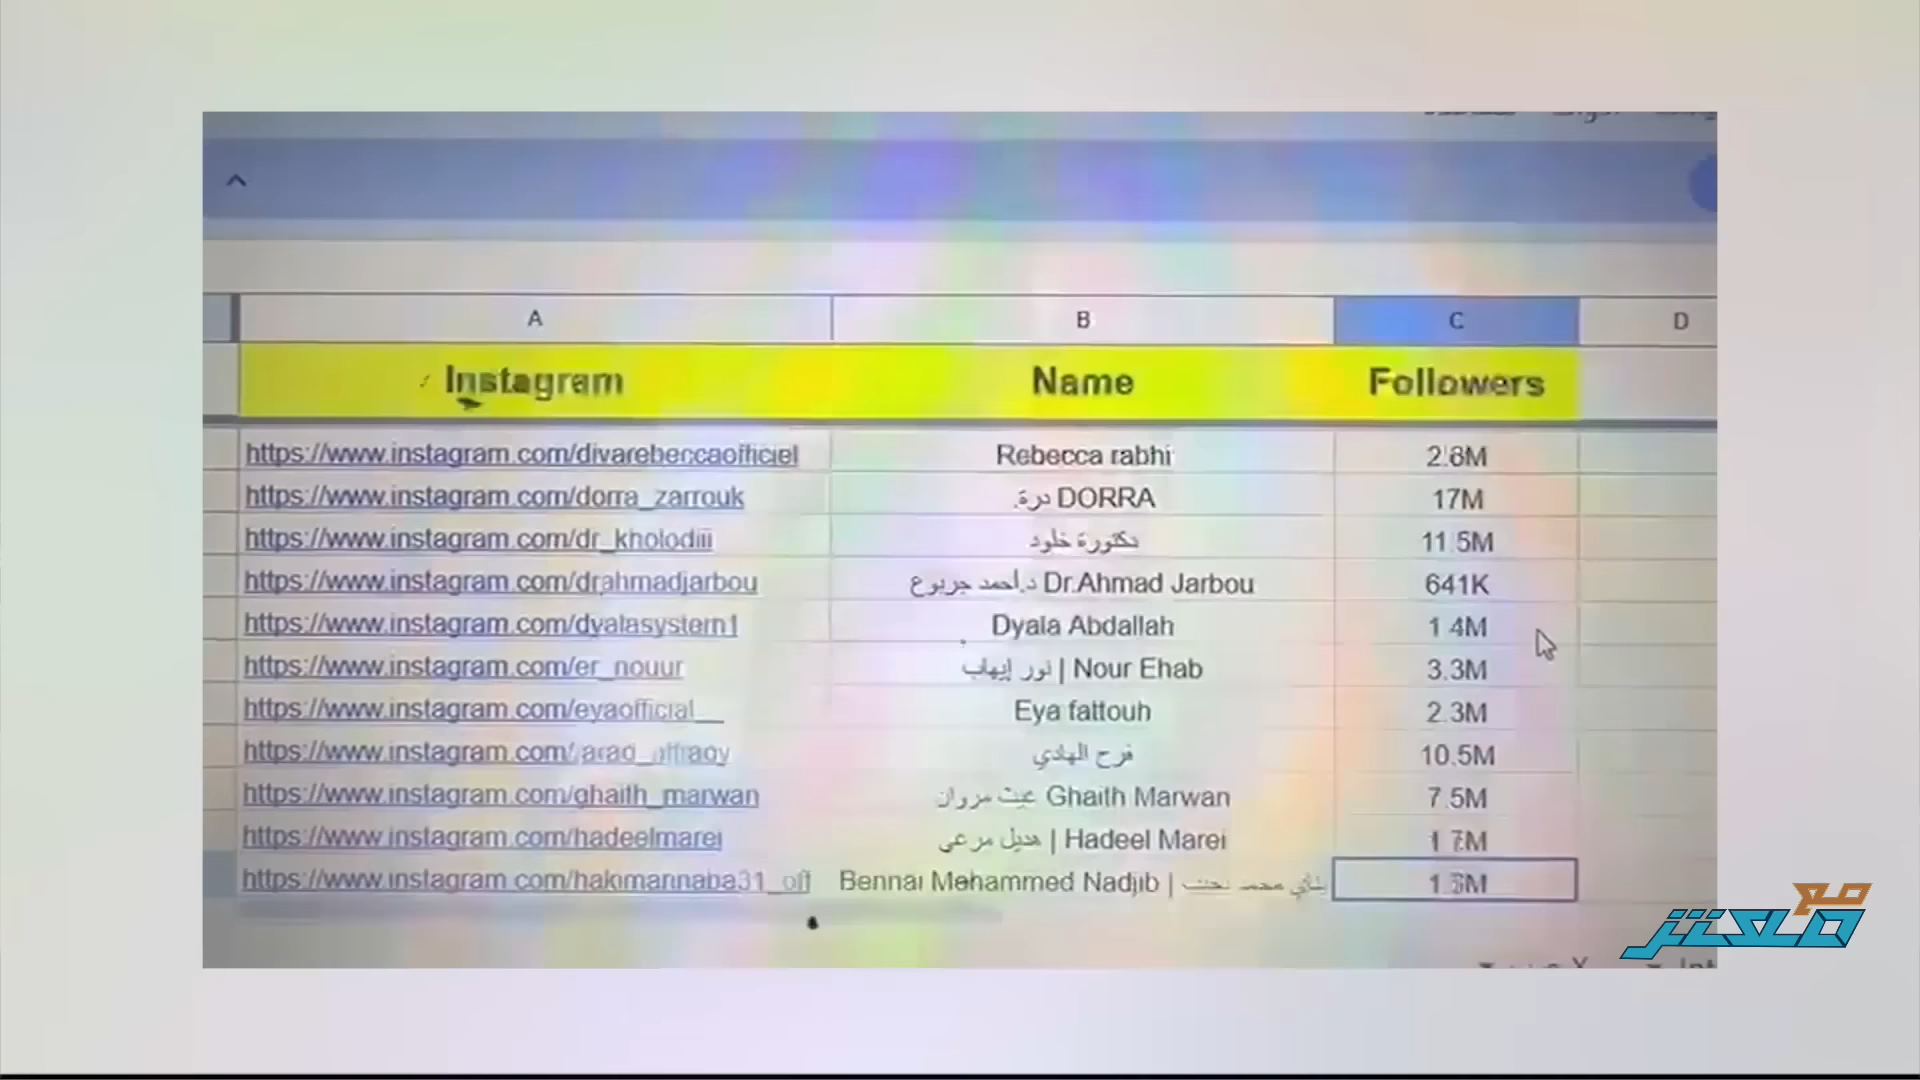 A B C D
Instagram Name Followers
https://www.instagram.com/divarebeccaofficiel Rebecca rabhi 2.8M
https://www.instagram.com/dorra_zarrouk درة. DORRA 17M
https://www.instagram.com/dr_kholodiii دكتورة خلود 11.5M
https://www.instagram.com/drahmadjarbou د.أحمد جربوع Dr.Ahmad Jarbou 641K
https://www.instagram.com/dyalasystem1 Dyala Abdallah 1.4M
https://www.instagram.com/er_nouur نور إيهاب | Nour Ehab 3.3M
https://www.instagram.com/eyaofficial__ Eya fattouh 2.3M
فرح الهادي 10.5M
https://www.instagram.com/ghaith_marwan غيث مروان Ghaith Marwan 7.5M
https://www.instagram.com/hadeelmarei هديل مرعي | Hadeel Marei
https://www.instagram.com/hakimannaba31_off Bennai Mohammed Nadjib |
مع معتز